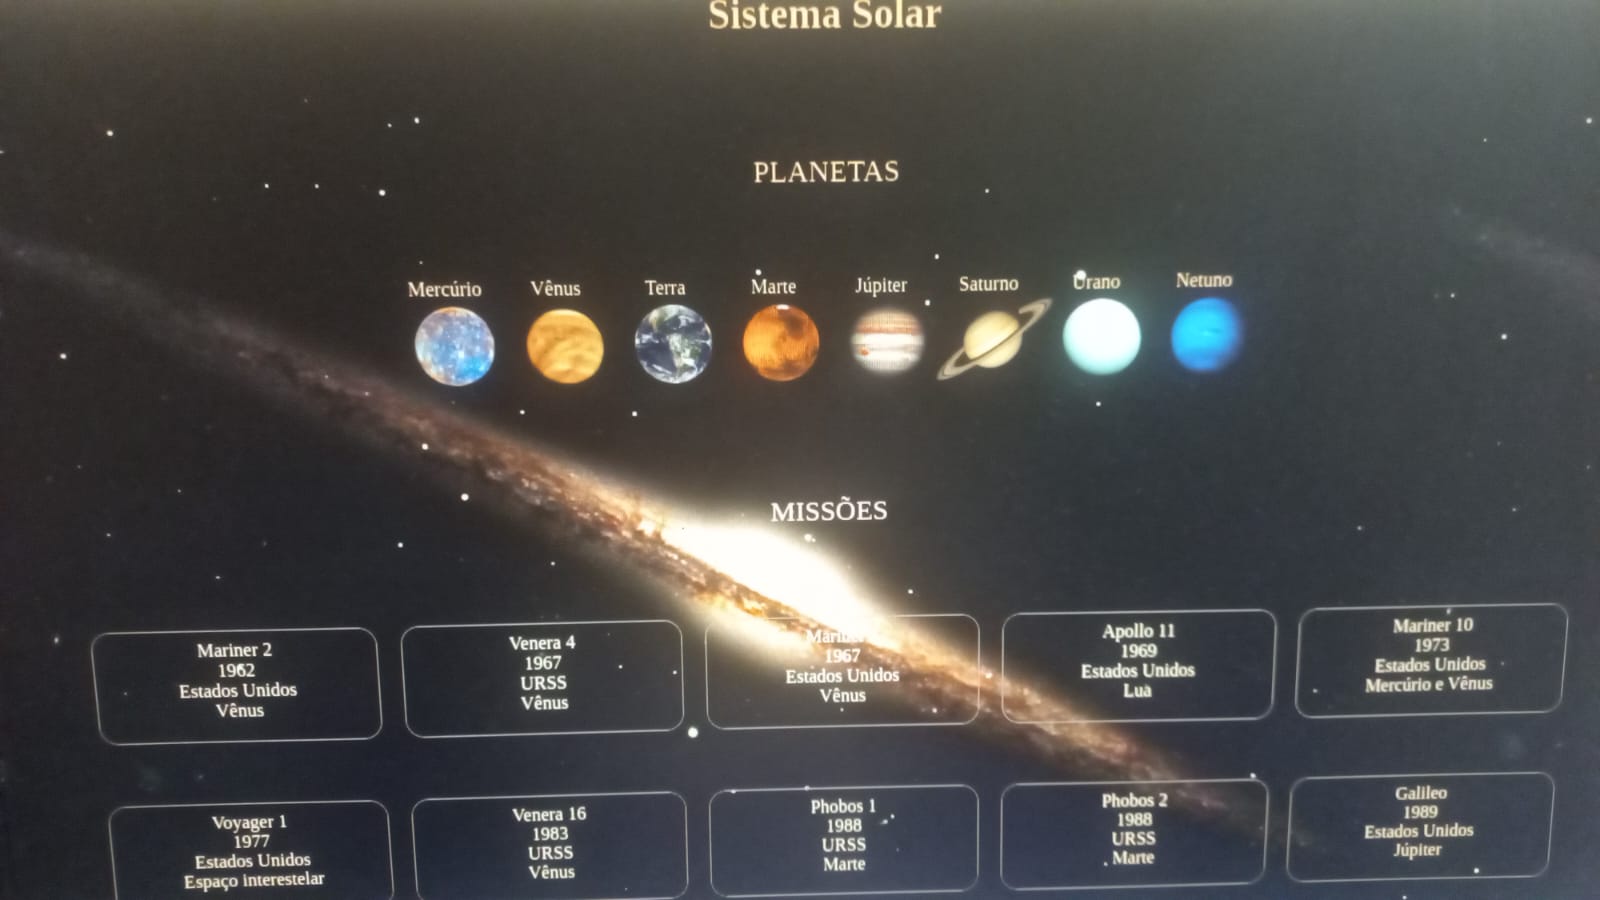 Sistema Solar
PLANETAS
Mercúrio
Vênus
Terra
Marte
Júpiter
Saturno
Urano
Netuno
MISSÕES
Mariner 2
1962
Estados Unidos
Vênus
Venera 4
1967
URSS
Vênus
Mariner
1967
Estados Unidos
Vênus
Apollo 11
1969
Estados Unidos
Lua
Mariner 10
1973
Estados Unidos
Mercúrio e Vênus
Voyager 1
1977
Estados Unidos
Espaço interestelar
Venera 16
1983
URSS
Vênus
Phobos 1
1988
URSS
Marte
Phobos 2
1988
URSS
Marte
Galileo
1989
Estados Unidos
Júpiter